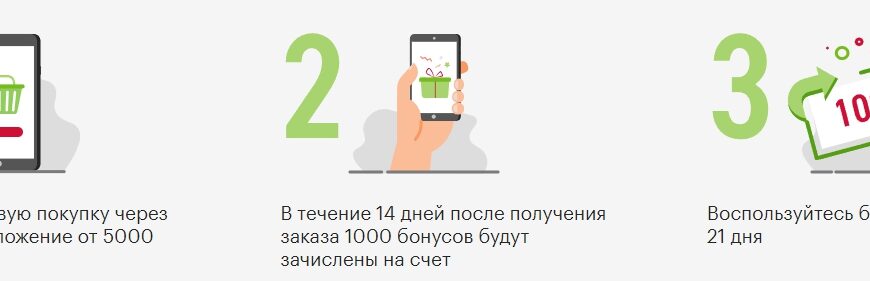 2
3
10
вую покупку через
ложение от 5000
В течение 14 дней после получения
заказа 1000 бонусов будут
зачислены на счет
Воспользуйтесь б
21 дня